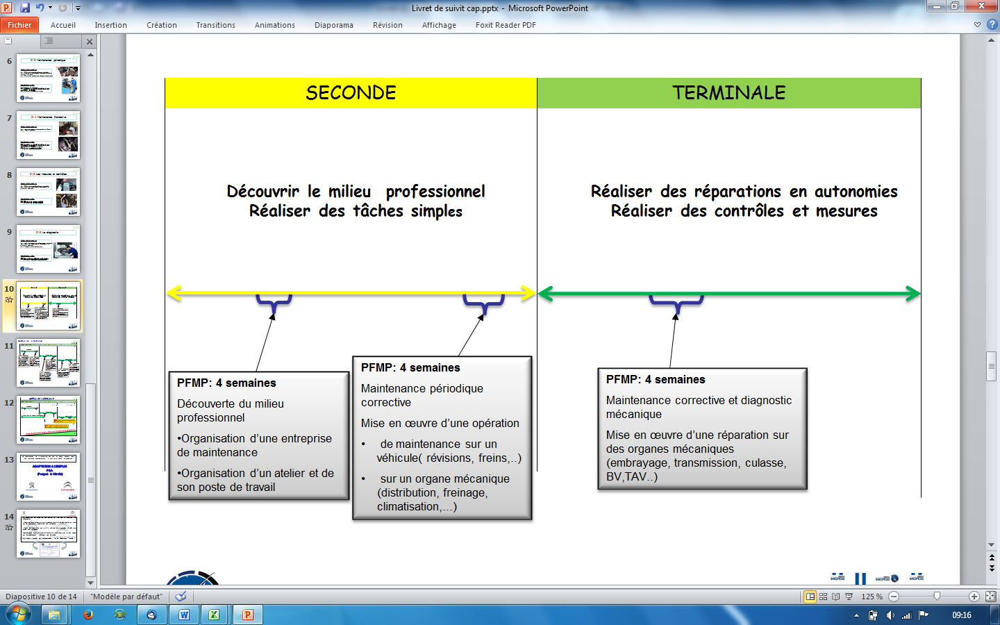 Livret de suivit cap.pptx - Microsoft PowerPoint
Fichier Accueil Insertion Création Transitions Animations Diaporama Révision Affichage Foxit Reader PDF
6
7
8
9
10
11
12
13
14
SECONDE
TERMINALE
Découvrir le milieu professionnel
Réaliser des tâches simples
Réaliser des réparations en autonomies
Réaliser des contrôles et mesures
PFMP: 4 semaines
Découverte du milieu
professionnel
•Organisation d'une entreprise
de maintenance
•Organisation d'un atelier et de
son poste de travail
PFMP: 4 semaines
Maintenance périodique
corrective
Mise en œuvre d'une opération
• de maintenance sur un
véhicule( révisions, freins,..)
• sur un organe mécanique
(distribution, freinage,
climatisation,...)
PFMP: 4 semaines
Maintenance corrective et diagnostic
mécanique
Mise en œuvre d'une réparation sur
des organes mécaniques
(embrayage, transmission, culasse,
BV,TAV..)
Diapositive 10 de 14 "Modèle par défaut" 125 %
09:16